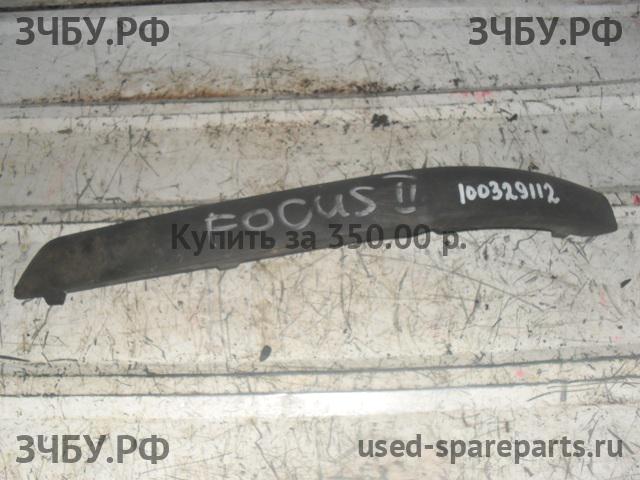 ЗЧБУ.РФ ЗЧБУ.РФ
FOCUS II 100329112
Купить за 350.00 р.
ЗЧБУ.РФ used-spareparts.ru